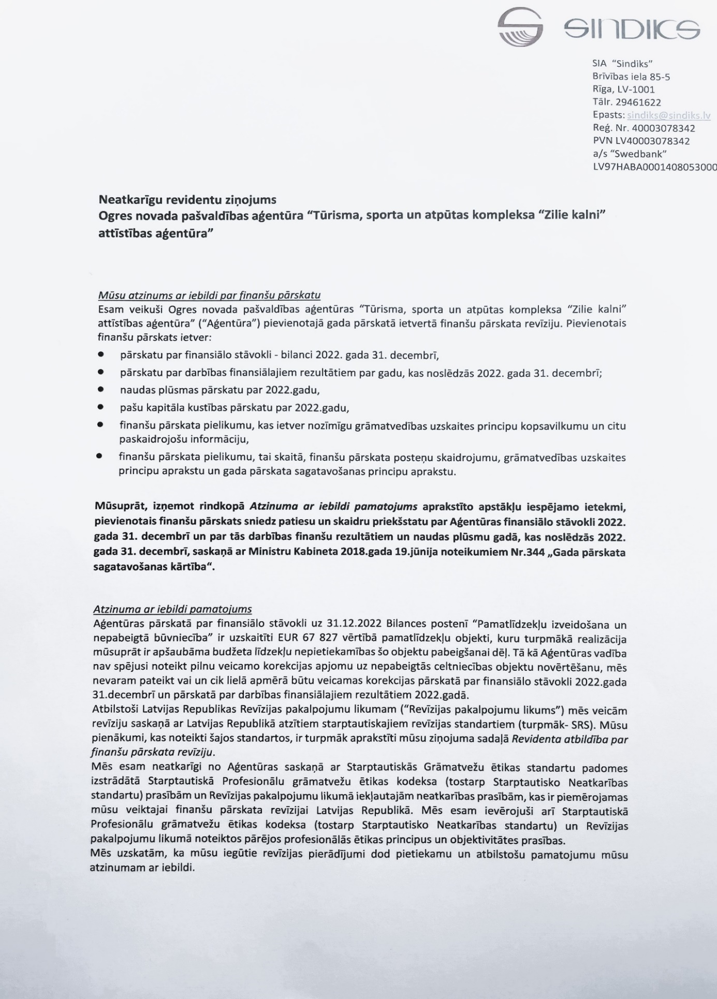 SINDIKS
SIA "Sindiks"
Brīvības iela 85-5
Rīga, LV-1001
Tālr. 29461622
Epasts: sindiks@sindiks.lv
Reģ. Nr. 40003078342
PVN LV40003078342
a/s "Swedbank"
LV97HABA0001408053000
Neatkarīgu revidentu ziņojums
Ogres novada pašvaldības aģentūra "Tūrisma, sporta un atpūtas kompleksa "Zilie kalni"
attīstības aģentūra"
Mūsu atzinums ar iebildi par finanšu pārskatu
Esam veikuši Ogres novada pašvaldības aģentūras "Tūrisma, sporta un atpūtas kompleksa "Zilie kalni"
attīstības aģentūra" ("Aģentūra") pievienotajā gada pārskatā ietvertā finanšu pārskata revīziju. Pievienotais
finanšu pārskats ietver:
• pārskatu par finansiālo stāvokli - bilanci 2022. gada 31. decembrī,
• pārskatu par darbības finansiālajiem rezultātiem par gadu, kas noslēdzās 2022. gada 31. decembrī;
• naudas plūsmas pārskatu par 2022.gadu,
• pašu kapitāla kustības pārskatu par 2022.gadu,
• finanšu pārskata pielikumu, kas ietver nozīmīgu grāmatvedības uzskaites principu kopsavilkumu un citu
paskaidrojošu informāciju,
• finanšu pārskata pielikumu, tai skaitā, finanšu pārskata posteņu skaidrojumu, grāmatvedības uzskaites
principu aprakstu un gada pārskata sagatavošanas principu aprakstu.
Mūsuprāt, izņemot rindkopā Atzinuma ar iebildi pamatojums aprakstīto apstākļu iespējamo ietekmi,
pievienotais finanšu pārskats sniedz patiesu un skaidru priekšstatu par Aģentūras finansiālo stāvokli 2022.
gada 31. decembrī un par tās darbības finanšu rezultātiem un naudas plūsmu gadā, kas noslēdzās 2022.
gada 31. decembrī, saskaņā ar Ministru Kabineta 2018.gada 19.jūnija noteikumiem Nr.344 „Gada pārskata
sagatavošanas kārtība“.
Atzinuma ar iebildi pamatojums
Aģentūras pārskatā par finansiālo stāvokli uz 31.12.2022 Bilances postenī "Pamatlīdzekļu izveidošana un
nepabeigtā būvniecība" ir uzskaitīti EUR 67 827 vērtībā pamatlīdzekļu objekti, kuru turpmākā realizācija
mūsuprāt ir apšaubāma budžeta līdzekļu nepietiekamības šo objektu pabeigšanai dēļ. Tā kā Aģentūras vadība
nav spējusi noteikt pilnu veicamo korekcijas apjomu uz nepabeigtās celtniecības objektu novērtēšanu, mēs
nevaram pateikt vai un cik lielā apmērā būtu veicamas korekcijas pārskatā par finansiālo stāvokli 2022.gada
31.decembrī un pārskatā par darbības finansiālajiem rezultātiem 2022.gadā.
Atbilstoši Latvijas Republikas Revīzijas pakalpojumu likumam ("Revīzijas pakalpojumu likums") mēs veicām
revīziju saskaņā ar Latvijas Republikā atzītiem starptautiskajiem revīzijas standartiem (turpmāk- SRS). Mūsu
pienākumi, kas noteikti šajos standartos, ir turpmāk aprakstīti mūsu ziņojuma sadaļā Revidenta atbildība par
finanšu pārskata revīziju.
Mēs esam neatkarīgi no Aģentūras saskaņā ar Starptautiskās Grāmatvežu ētikas standartu padomes
izstrādātā Starptautiskā Profesionālu grāmatvežu ētikas kodeksa (tostarp Starptautisko Neatkarības
standartu) prasībām un Revīzijas pakalpojumu likumā iekļautajām neatkarības prasībām, kas ir piemērojamas
mūsu veiktajai finanšu pārskata revīzijai Latvijas Republikā. Mēs esam ievērojuši arī Starptautiskā
Profesionālu grāmatvežu ētikas kodeksa (tostarp Starptautisko Neatkarības standartu) un Revīzijas
pakalpojumu likumā noteiktos pārējos profesionālās ētikas principus un objektivitātes prasības.
Mēs uzskatām, ka mūsu iegūtie revīzijas pierādījumi dod pietiekamu un atbilstošu pamatojumu mūsu
atzinumam ar iebildi.